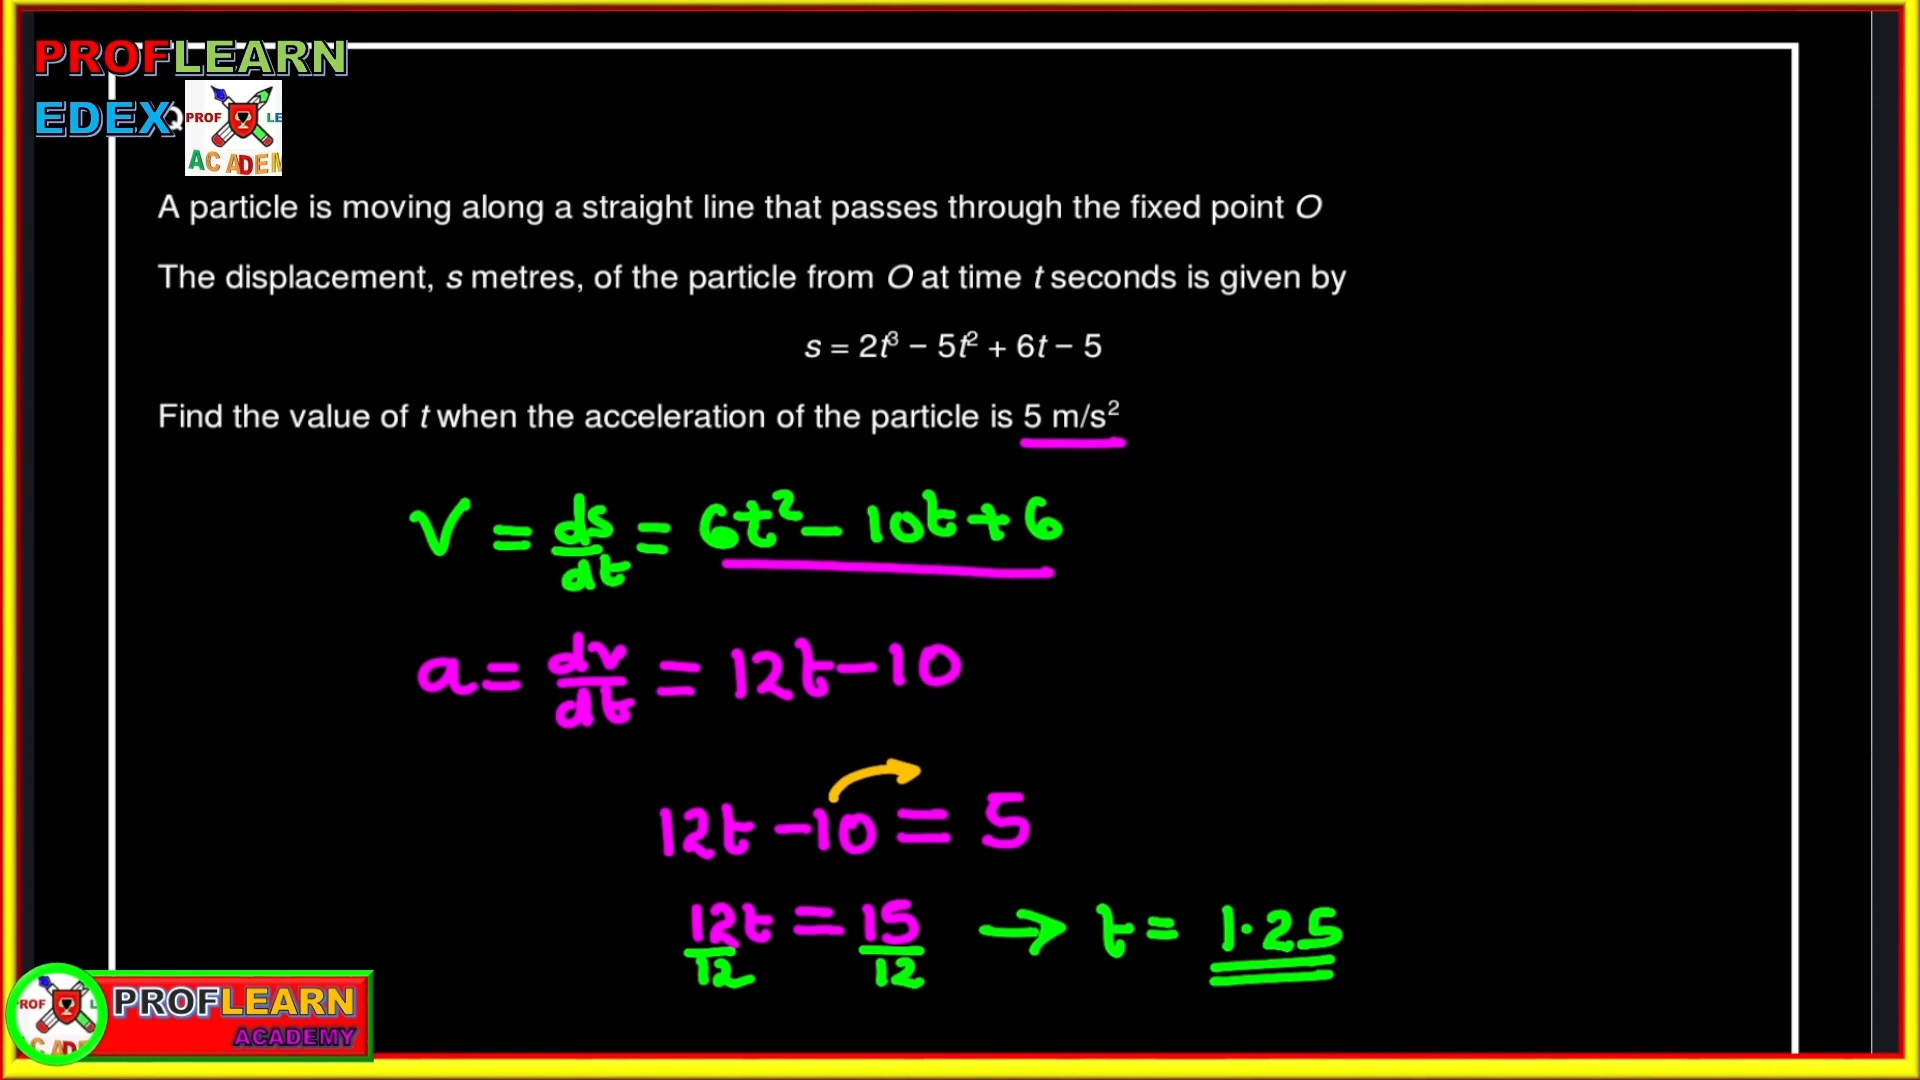 PROFLEARN
EDEX
PROF LE
ACADEM
A particle is moving along a straight line that passes through the fixed point O
The displacement, s metres, of the particle from O at time t seconds is given by
s = 2t³ − 5t² + 6t − 5
Find the value of t when the acceleration of the particle is 5 m/s²
V = ds/dt = 6t² − 10t + 6
a = dv/dt = 12t − 10
12t − 10 = 5
12t/12 = 15/12 → t = 1.25
PROFLEARN
ACADEMY